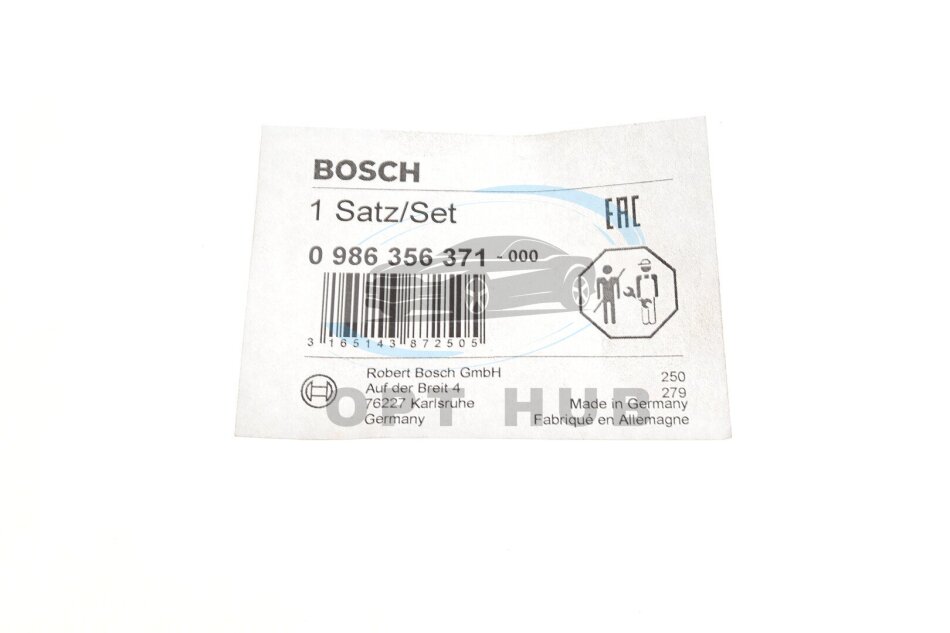 BOSCH
1 Satz/Set
EAC
0 986 356 371 - 000
3 165143 872505
Robert Bosch GmbH
Auf der Breit 4
76227 Karlsruhe
Germany
250
279
Made in Germany
Fabriqué en Allemagne
OPT HUB